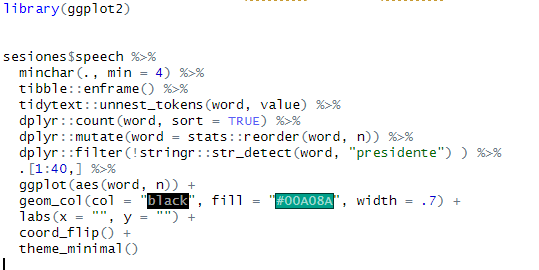 library(ggplot2)
sesiones$speech %>%
minchar(., min = 4) %>%
tibble::enframe() %>%
tidytext::unnest_tokens(word, value) %>%
dplyr::count(word, sort = TRUE) %>%
dplyr::mutate(word = stats::reorder(word, n)) %>%
dplyr::filter(!stringr::str_detect(word, "presidente") ) %>%
.[1:40,] %>%
ggplot(aes(word, n)) +
geom_col(col = "black", fill = "#00A08A", width = .7) +
labs(x = "", y = "") +
coord_flip() +
theme_minimal()